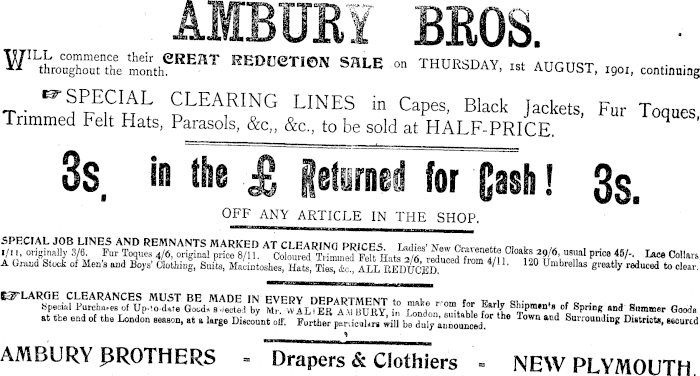 AMBURY BROS.
WILL commence their GREAT REDUCTION SALE on THURSDAY, 1st AUGUST, 1901, continuing
throughout the month.
☞ SPECIAL CLEARING LINES in Capes, Black Jackets, Fur Toques,
Trimmed Felt Hats, Parasols, &c,, &c., to be sold at HALF-PRICE.
3s. in the £ Returned for Cash! 3s.
OFF ANY ARTICLE IN THE SHOP.
SPECIAL JOB LINES AND REMNANTS MARKED AT CLEARING PRICES. Ladies' New Cravenette Cloaks 29/6, usual price 45/-. Lace Collars
1/11, originally 3/6. Fur Toques 4/6, original price 8/11. Coloured Trimmed Felt Hats 2/6, reduced from 4/11. 120 Umbrellas greatly reduced to clear.
A Grand Stock of Men's and Boys' Clothing, Suits, Macintoshes, Hats, Ties, &c., ALL REDUCED.
☞ LARGE CLEARANCES MUST BE MADE IN EVERY DEPARTMENT to make room for Early Shipments of Spring and Summer Goods
Special Purchases of Up-to-date Goods selected by Mr. WALTER AMBURY, in London, suitable for the Town and Surrounding Districts, secured
at the end of the London season, at a large Discount off. Further particulars will be duly announced.
AMBURY BROTHERS - Drapers & Clothiers - NEW PLYMOUTH.